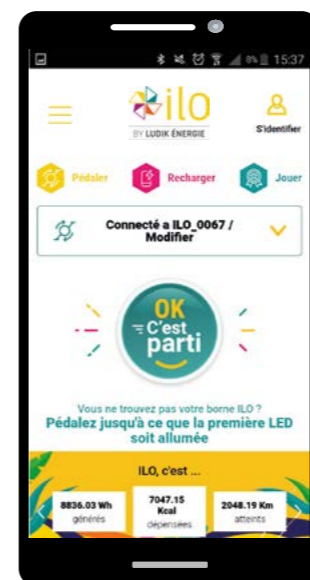 8% 15:37
ilo
BY LUDIK ÉNERGIE
S'identifier
Pédaler
Recharger
Jouer
Connecté a ILO_0067 /
Modifier
OK
C'est
parti
Vous ne trouvez pas votre borne ILO ?
Pédalez jusqu'à ce que la première LED
soit allumée
ILO, c'est ...
8836.03 Wh
générés
7047.15
Kcal
dépensées
2048.19 Km
atteints